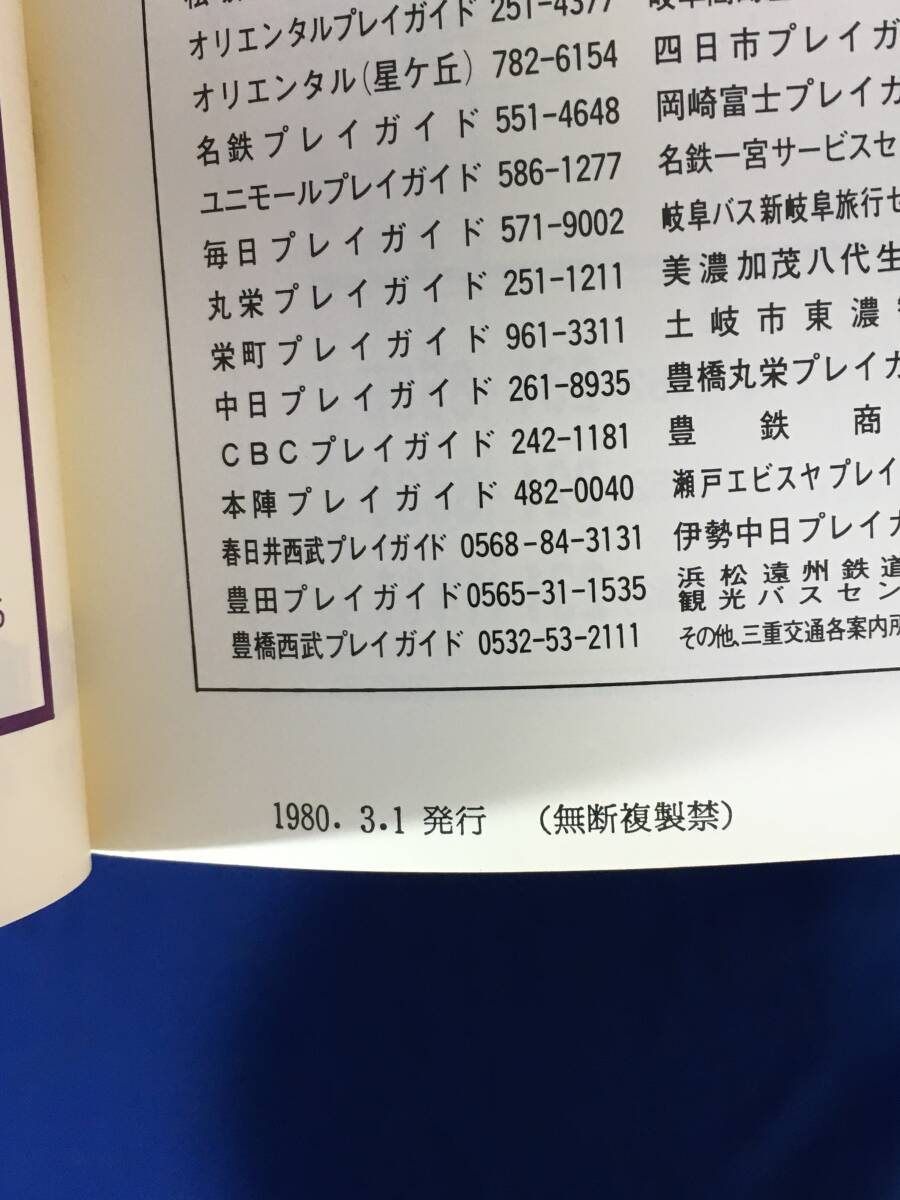 オリエンタルプレイガイド 251-4377
オリエンタル(星ケ丘) 782-6154 四日市プレイガ
名鉄プレイガイド 551-4648 岡崎富士プレイガ
ユニモールプレイガイド 586-1277 名鉄一宮サービスセ
毎日プレイガイド 571-9002 岐阜バス新岐阜旅行セ
丸栄プレイガイド 251-1211 美濃加茂八代生
栄町プレイガイド 961-3311 土岐市東濃
中日プレイガイド 261-8935 豊橋丸栄プレイガ
CBCプレイガイド 242-1181 豊鉄商
本陣プレイガイド 482-0040 瀬戸エビスヤプレイ
春日井西武プレイガイド 0568-84-3131 伊勢中日プレイガ
豊田プレイガイド 0565-31-1535 浜松遠州鉄道
観光バスセン
豊橋西武プレイガイド 0532-53-2111 その他、三重交通各案内所
1980. 3.1 発行 (無断複製禁)